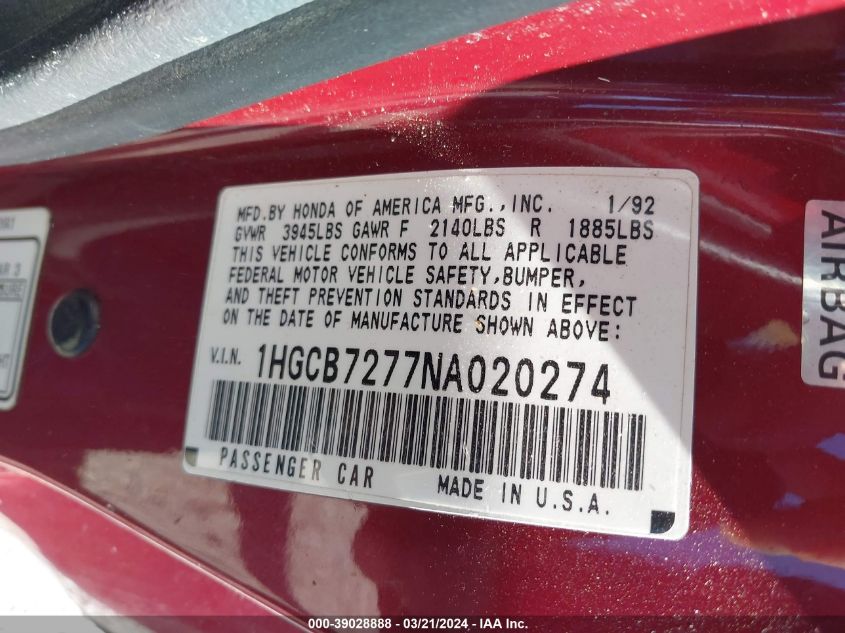 MFD.BY HONDA OF AMERICA MFG.,INC. 1/92
GVWR 3945LBS GAWR F 2140LBS R 1885LBS
THIS VEHICLE CONFORMS TO ALL APPLICABLE
FEDERAL MOTOR VEHICLE SAFETY,BUMPER,
AND THEFT PREVENTION STANDARDS IN EFFECT
ON THE DATE OF MANUFACTURE SHOWN ABOVE:
V.I.N. 1HGCB7277NA020274
PASSENGER CAR MADE IN U.S.A.
AIRBAG
000-39028888 - 03/21/2024 - IAA Inc.